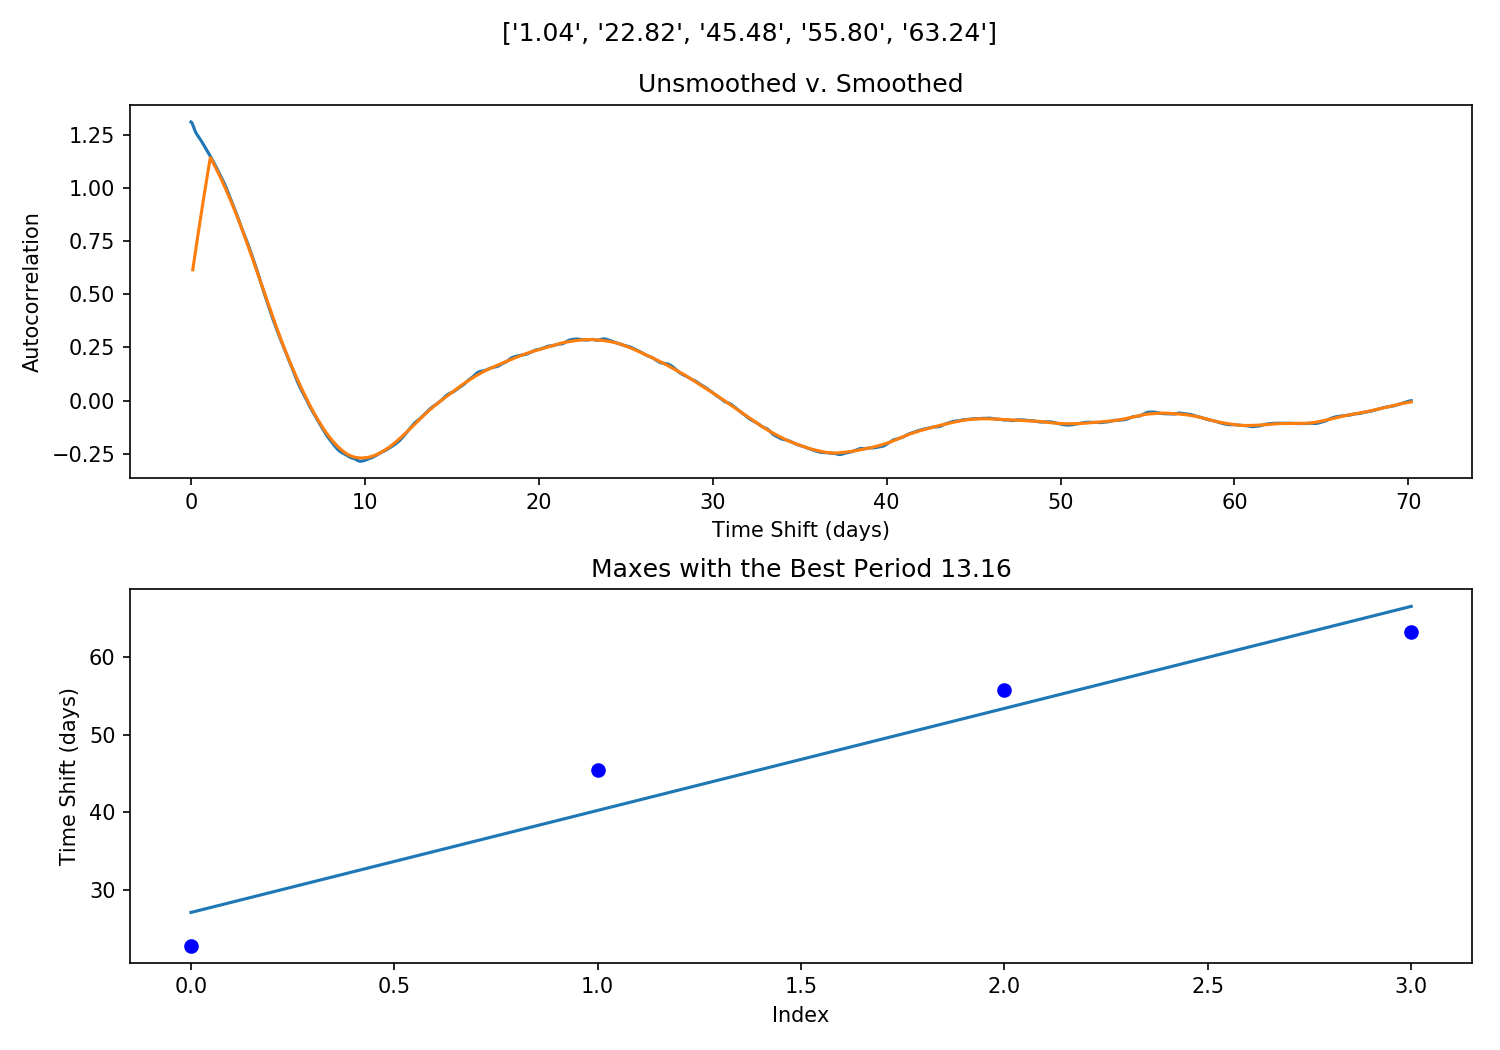 ['1.04', '22.82', '45.48', '55.80', '63.24']
Unsmoothed v. Smoothed
Autocorrelation
1.25
1.00
0.75
0.50
0.25
0.00
−0.25
0 10 20 30 40 50 60 70
Time Shift (days)
Maxes with the Best Period 13.16
Time Shift (days)
60
50
40
30
0.0 0.5 1.0 1.5 2.0 2.5 3.0
Index